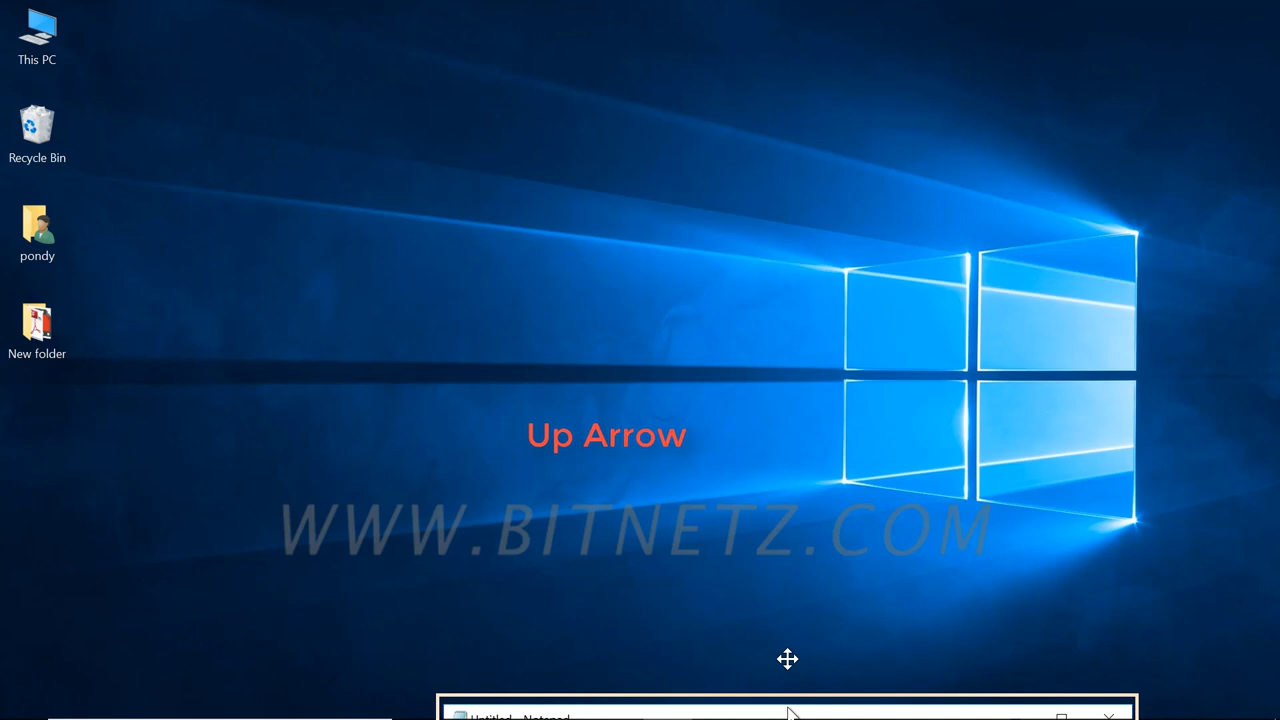 This PC
Recycle Bin
pondy
New folder
Up Arrow
WWW.BITNETZ.COM
Untitled - Notepad